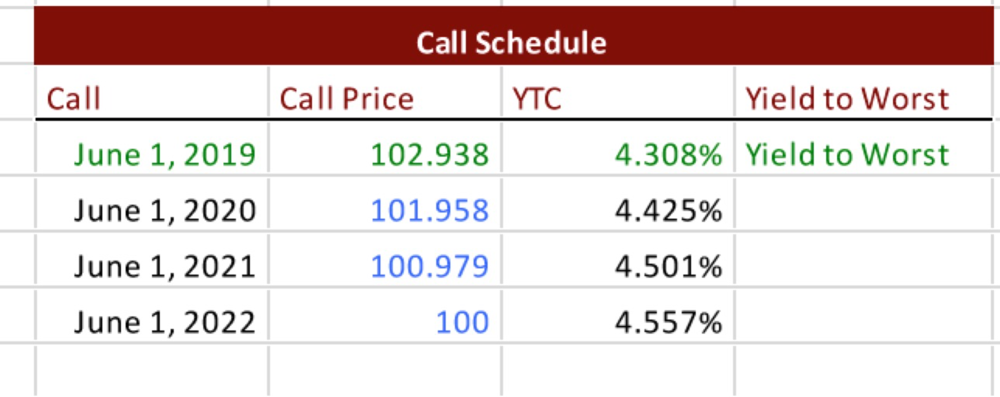 Call Schedule
Call Call Price YTC Yield to Worst
June 1, 2019 102.938 4.308% Yield to Worst
June 1, 2020 101.958 4.425%
June 1, 2021 100.979 4.501%
June 1, 2022 100 4.557%